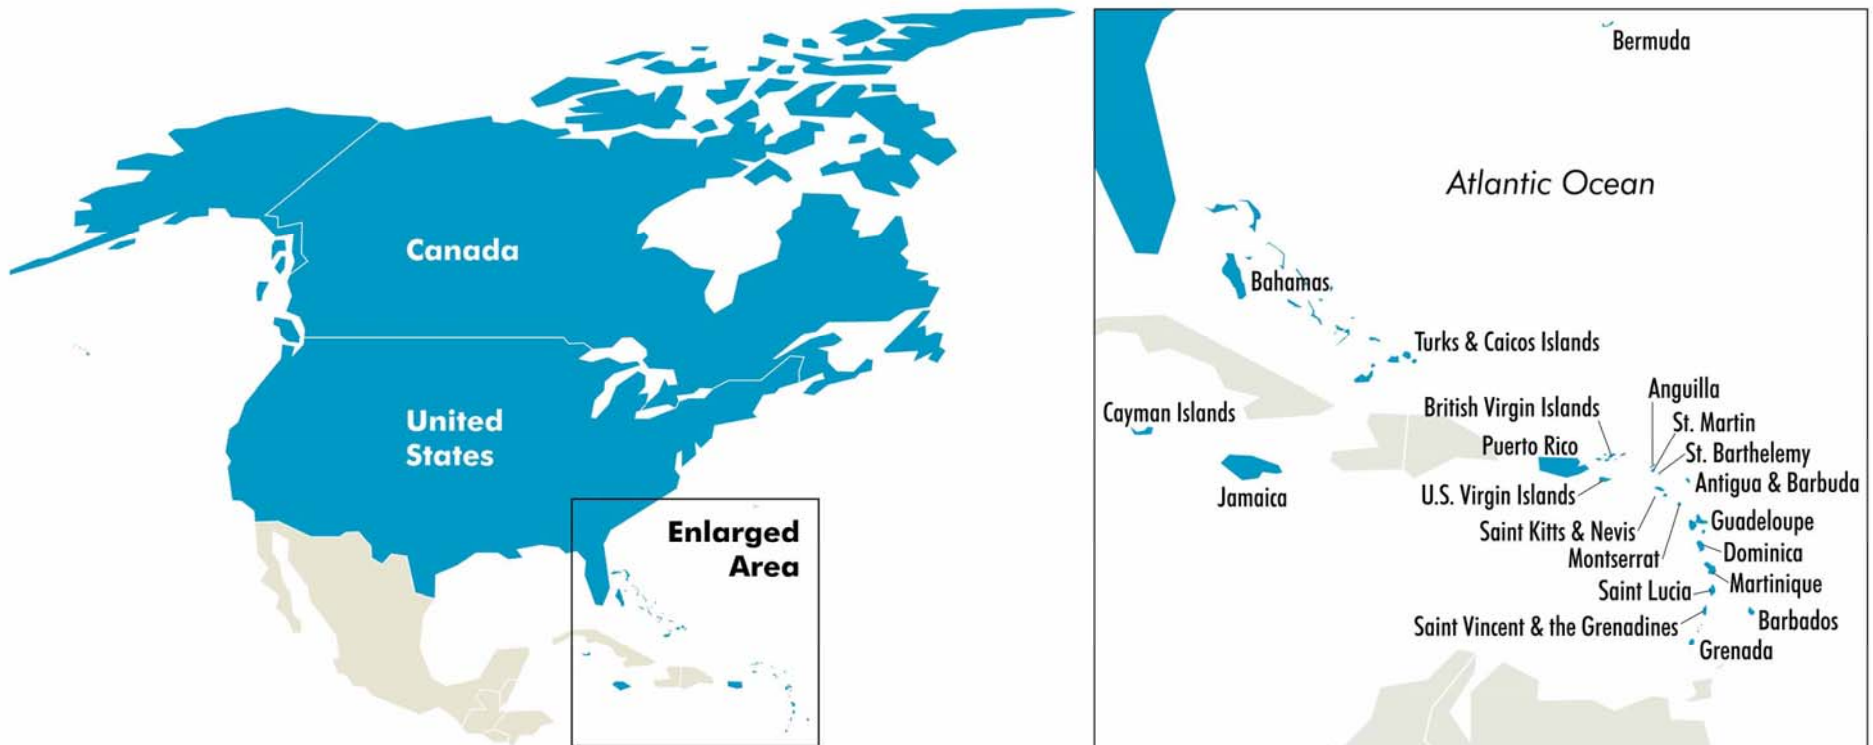 Canada
United
States
Enlarged
Area
Bermuda
Atlantic Ocean
Bahamas
Turks & Caicos Islands
Cayman Islands
Jamaica
British Virgin Islands
Puerto Rico
U.S. Virgin Islands
Anguilla
St. Martin
St. Barthelemy
Antigua & Barbuda
Saint Kitts & Nevis
Montserrat
Guadeloupe
Dominica
Martinique
Saint Lucia
Saint Vincent & the Grenadines
Barbados
Grenada